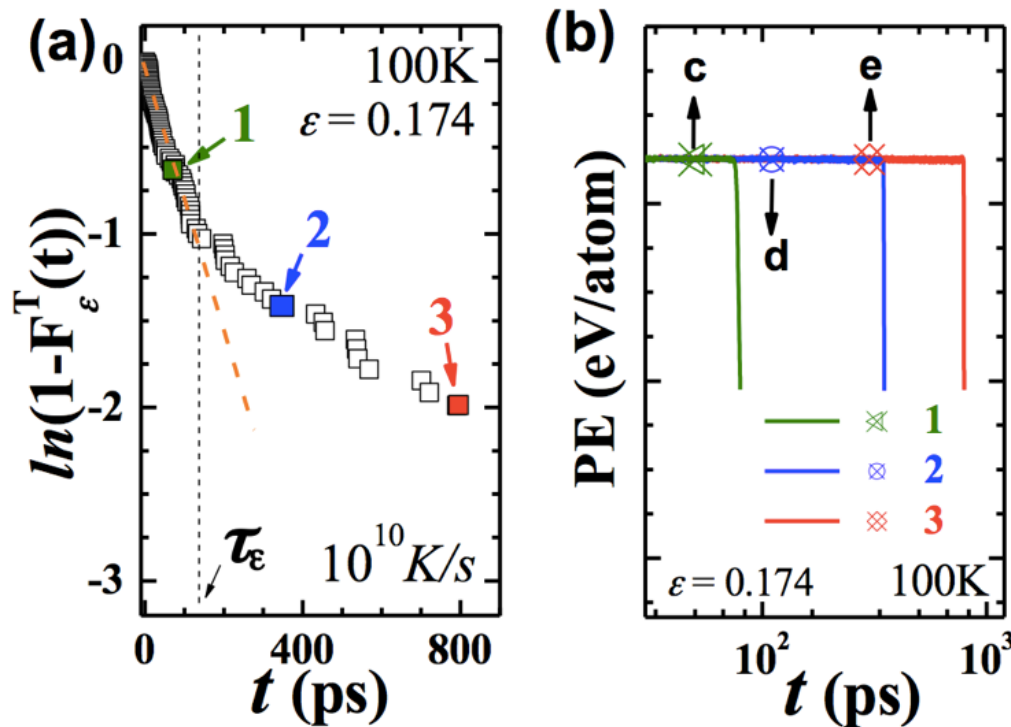 (a)
100K
ε = 0.174
1
2
3
τε
10^10 K/s
0
-1
-2
-3
ln(1-F^T_ε(t))
0 400 800
t (ps)
(b)
c
e
d
1
2
3
ε = 0.174 100K
PE (eV/atom)
10^2 10^3
t (ps)